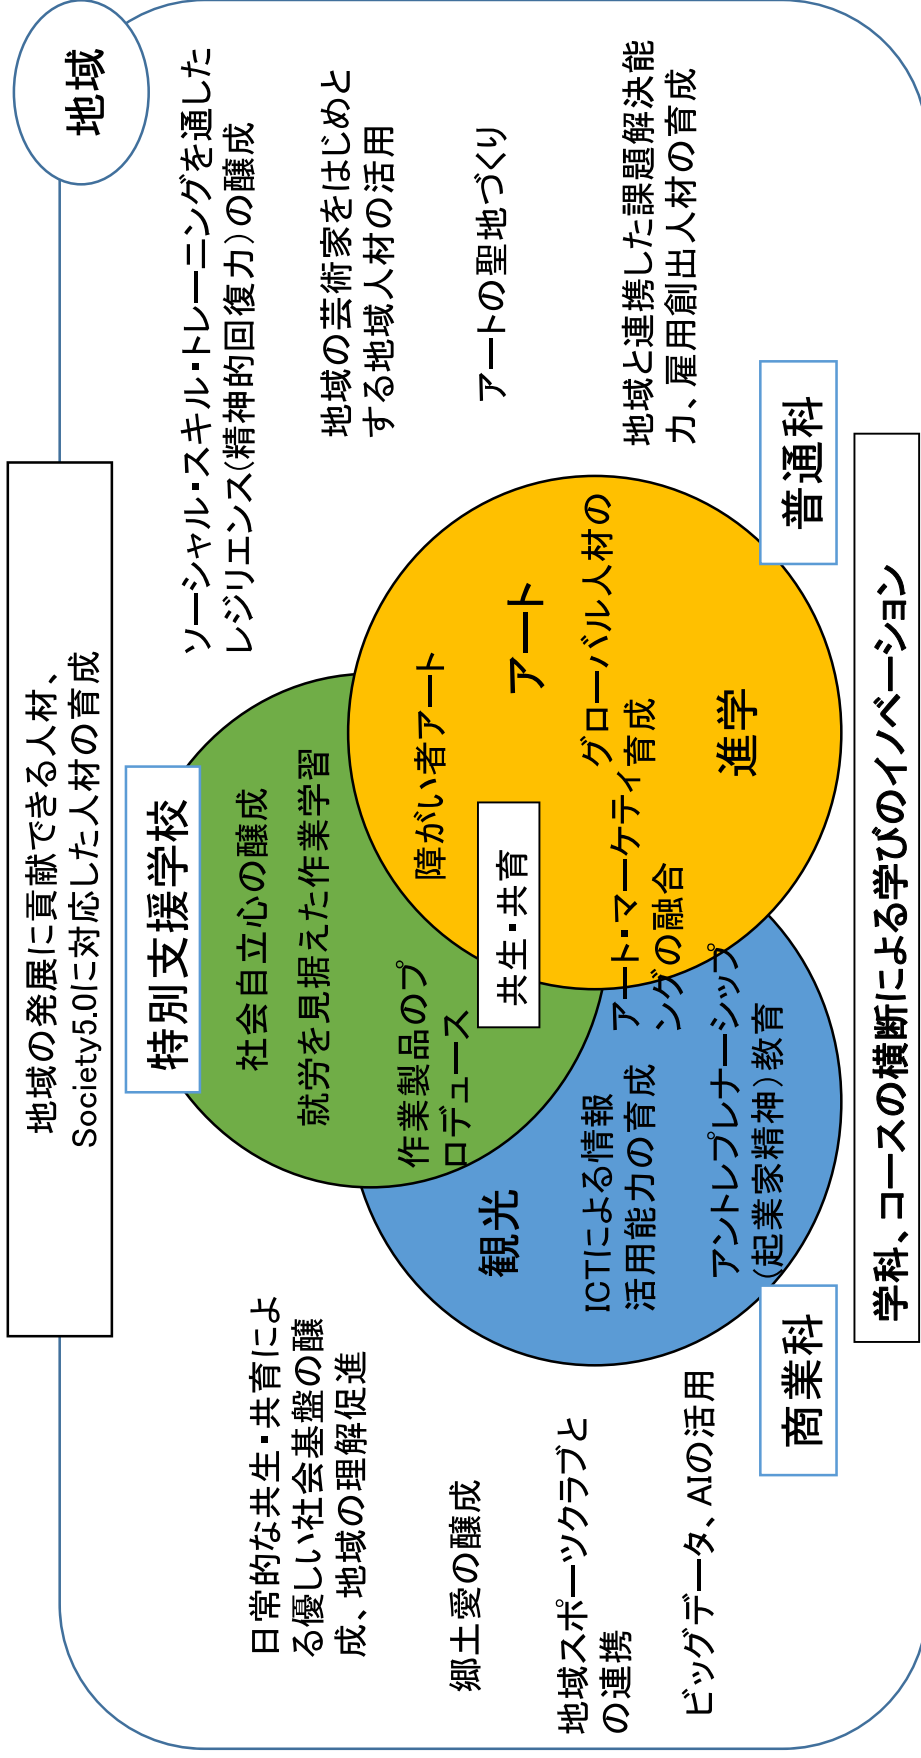 地域の発展に貢献できる人材、
Society5.0に対応した人材の育成
地域
特別支援学校
社会自立心の醸成
就労を見据えた作業学習
作業製品のプ
ロデュース
障がい者アート
共生・共育
観光
ICTによる情報
活用能力の育成
アントレプレナーシップ
(起業家精神)教育
アート・マーケティ
ングの融合
アート
グローバル人材の
育成
進学
商業科
普通科
日常的な共生・共育によ
る優しい社会基盤の醸
成、地域の理解促進
郷土愛の醸成
地域スポーツクラブと
の連携
ビッグデータ、AIの活用
ソーシャル・スキル・トレーニングを通した
レジリエンス(精神的回復力)の醸成
地域の芸術家をはじめと
する地域人材の活用
アートの聖地づくり
地域と連携した課題解決能
力、雇用創出人材の育成
学科、コースの横断による学びのイノベーション